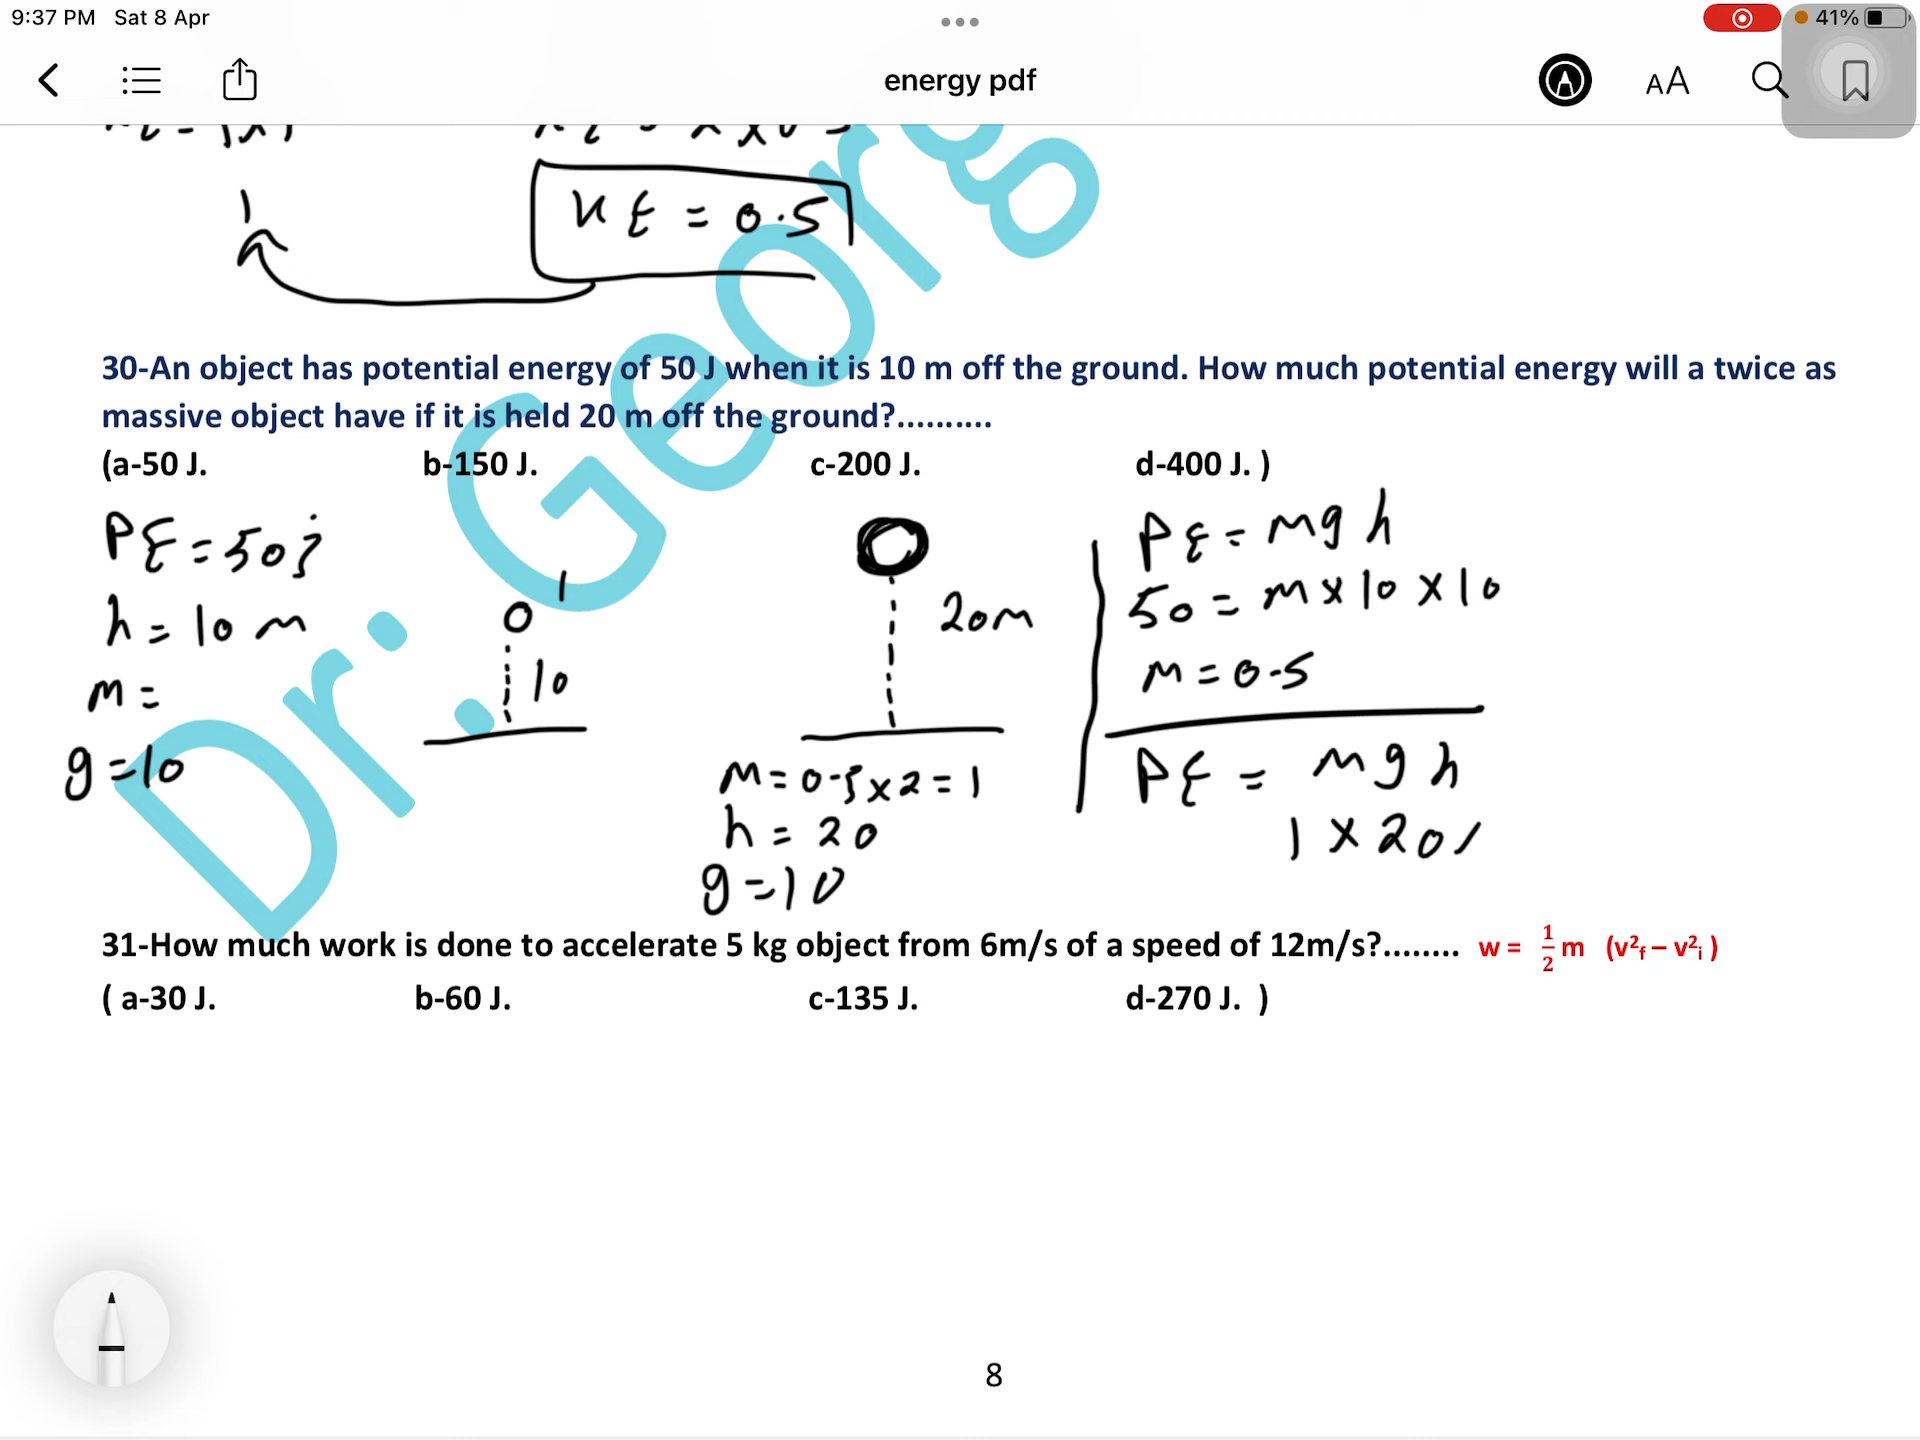 9:37 PM Sat 8 Apr
41%
energy pdf
AA
1
KE = 0.5
30-An object has potential energy of 50 J when it is 10 m off the ground. How much potential energy will a twice as
massive object have if it is held 20 m off the ground?..........
(a-50 J. b-150 J. c-200 J. d-400 J. )
PE = 50 j
h = 10 m
m =
g = 10
10
20m
m = 0.5 x 2 = 1
h = 20
g = 10
PE = mgh
50 = m x 10 x 10
m = 0.5
PE = mgh
1 x 20
31-How much work is done to accelerate 5 kg object from 6m/s of a speed of 12m/s?........ w = 1/2 m (v²f – v²i )
( a-30 J. b-60 J. c-135 J. d-270 J. )
8
Dr. Georg